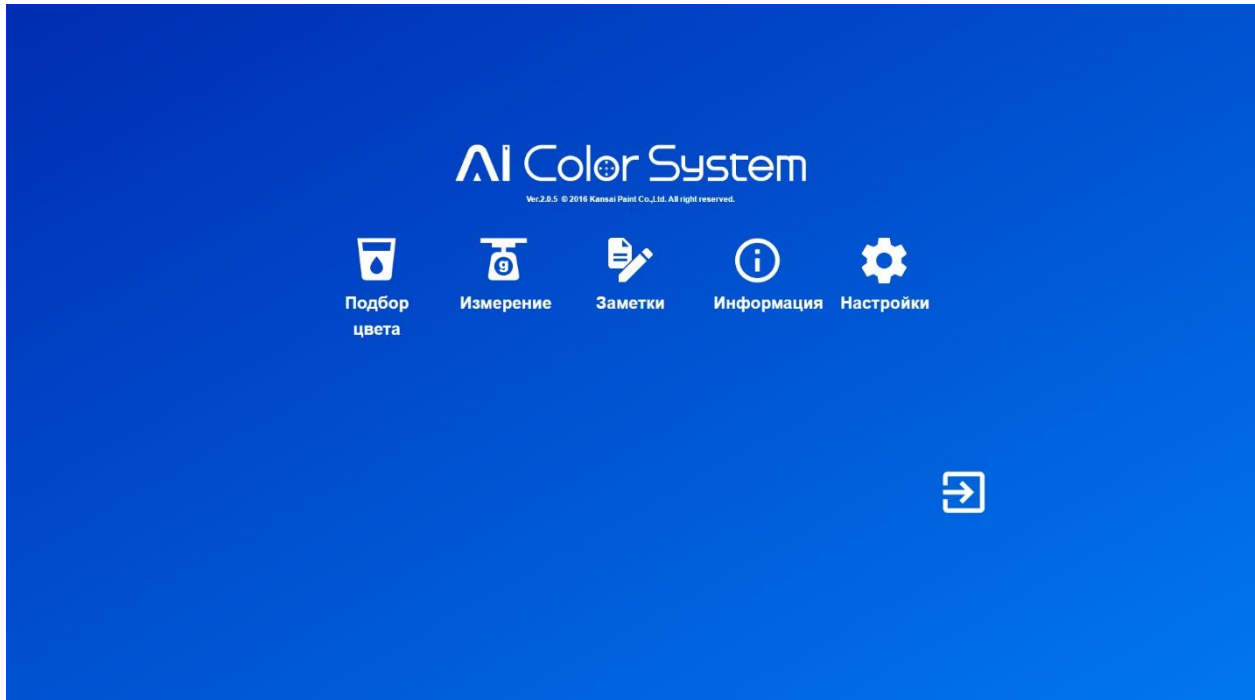 AI Color System
Ver.2.0.5 © 2016 Kansai Paint Co.,Ltd. All right reserved.
g
Подбор цвета
Измерение
Заметки
Информация
Настройки